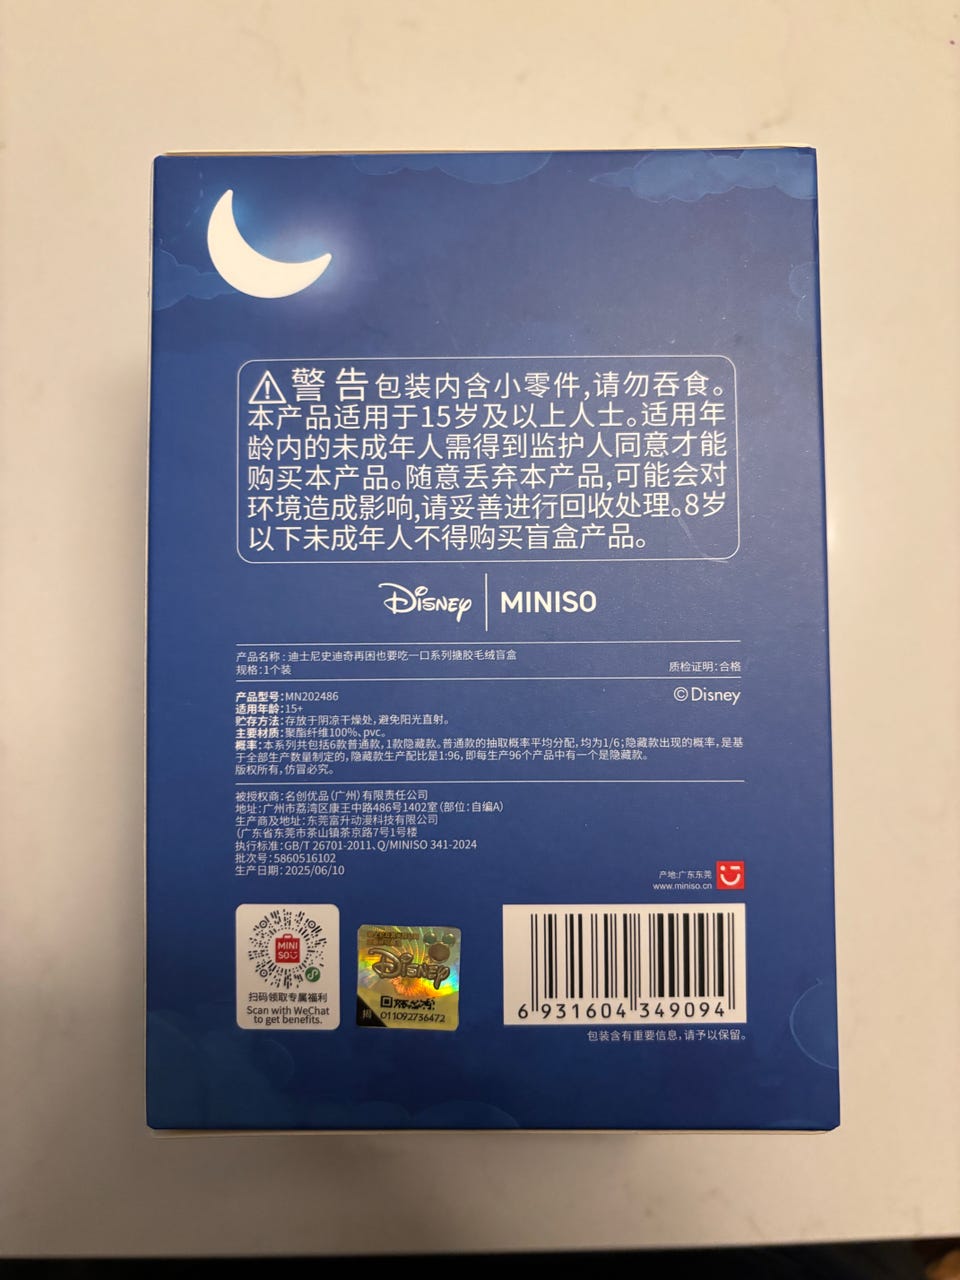 警告 包装内含小零件,请勿吞食。
本产品适用于15岁及以上人士。适用年
龄内的未成年人需得到监护人同意才能
购买本产品。随意丢弃本产品,可能会对
环境造成影响,请妥善进行回收处理。8岁
以下未成年人不得购买盲盒产品。
Disney | MINISO
产品名称：迪士尼史迪奇再困也要吃一口系列搪胶毛绒盲盒
规格：1个装
质检证明：合格
产品型号：MN202486
©Disney
适用年龄：15+
贮存方法：存放于阴凉干燥处，避免阳光直射。
主要材质：聚酯纤维100%、pvc。
概率：本系列共包括6款普通款，1款隐藏款。普通款的抽取概率平均分配，均为1/6；隐藏款出现的概率，是基
于全部生产数量制定的，隐藏款生产配比是1:96，即每生产96个产品中有一个是隐藏款。
版权所有，仿冒必究。
被授权商：名创优品（广州）有限责任公司
地址：广州市荔湾区康王中路486号1402室（部位：自编A）
生产商及地址：东莞富升动漫科技有限公司
（广东省东莞市茶山镇茶京路7号1号楼
执行标准：GB/T 26701-2011、Q/MINISO 341-2024
批次号：5860516102
生产日期：2025/06/10
产地：广东东莞
www.miniso.cn
MINI
SO
扫码领取专属福利
Scan with WeChat
to get benefits.
Disney
011092736472
6 931604 349094
包装含有重要信息，请予以保留。